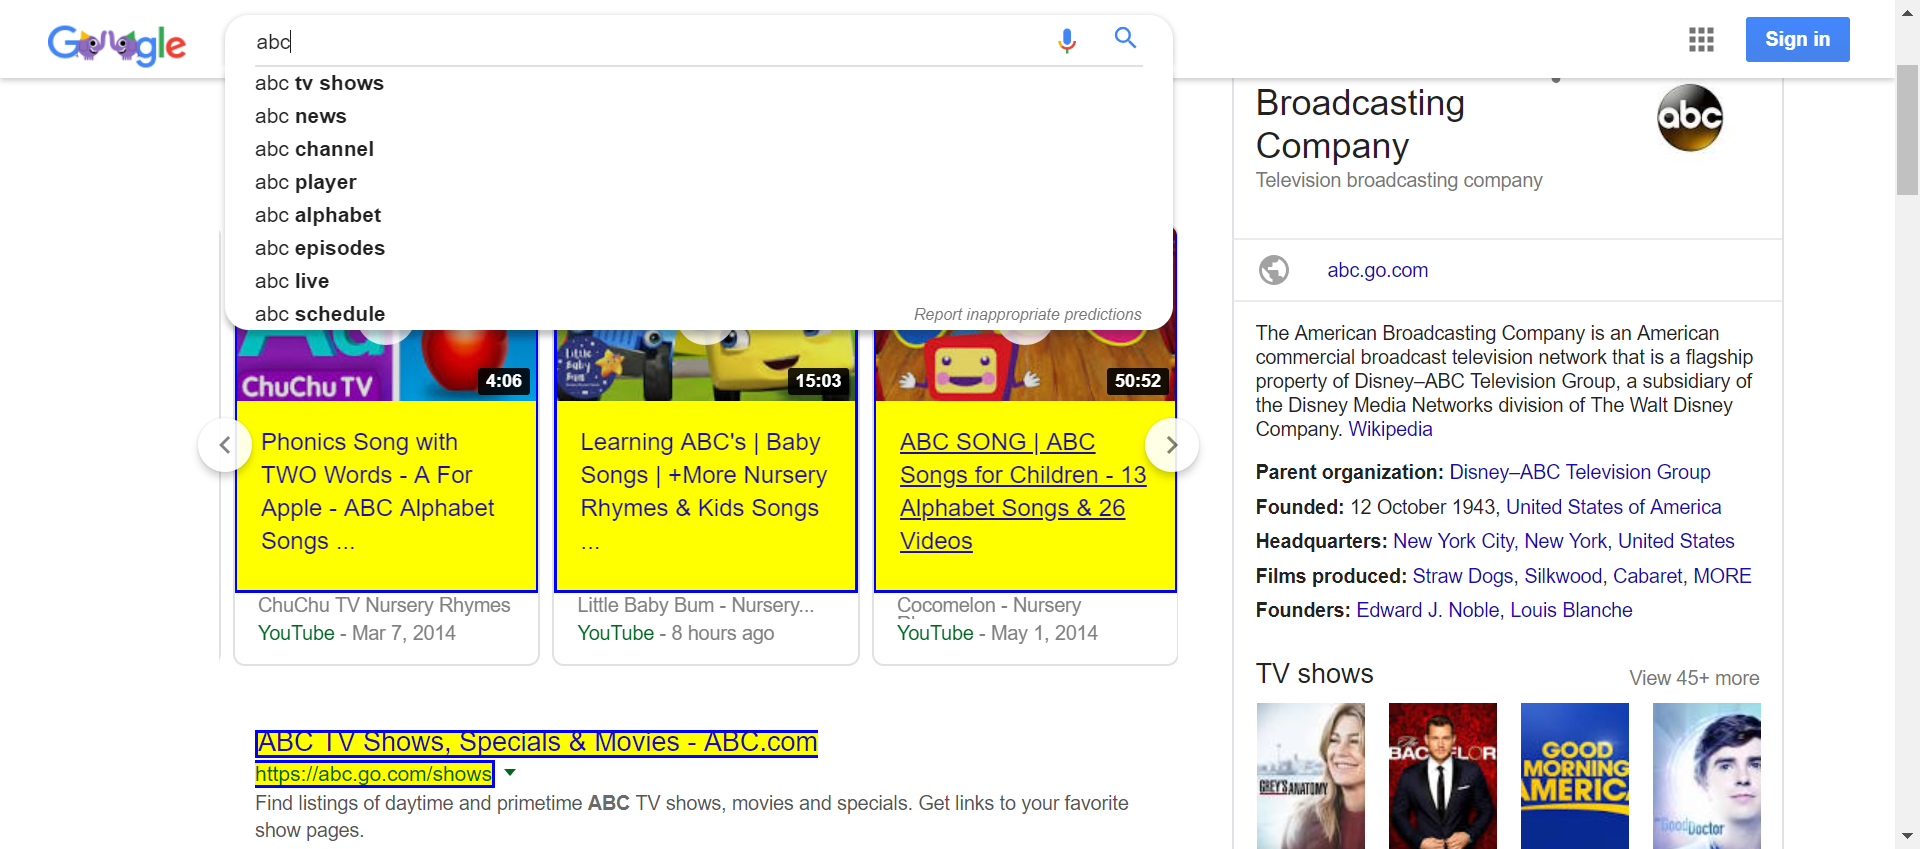 Google
abc
Sign in
abc tv shows
abc news
abc channel
abc player
abc alphabet
abc episodes
abc live
abc schedule
Report inappropriate predictions
ChuChu TV
4:06
Little Baby Bum
15:03
50:52
Phonics Song with
TWO Words - A For
Apple - ABC Alphabet
Songs ...
ChuChu TV Nursery Rhymes
YouTube - Mar 7, 2014
Learning ABC's | Baby
Songs | +More Nursery
Rhymes & Kids Songs
...
Little Baby Bum - Nursery...
YouTube - 8 hours ago
ABC SONG | ABC
Songs for Children - 13
Alphabet Songs & 26
Videos
Cocomelon - Nursery
YouTube - May 1, 2014
ABC TV Shows, Specials & Movies - ABC.com
https://abc.go.com/shows
Find listings of daytime and primetime ABC TV shows, movies and specials. Get links to your favorite
show pages.
Broadcasting
Company
abc
Television broadcasting company
abc.go.com
The American Broadcasting Company is an American
commercial broadcast television network that is a flagship
property of Disney–ABC Television Group, a subsidiary of
the Disney Media Networks division of The Walt Disney
Company. Wikipedia
Parent organization: Disney–ABC Television Group
Founded: 12 October 1943, United States of America
Headquarters: New York City, New York, United States
Films produced: Straw Dogs, Silkwood, Cabaret, MORE
Founders: Edward J. Noble, Louis Blanche
TV shows
View 45+ more
GREY'S ANATOMY
The
BACHELOR
GOOD
MORNING
AMERICA
the Good Doctor